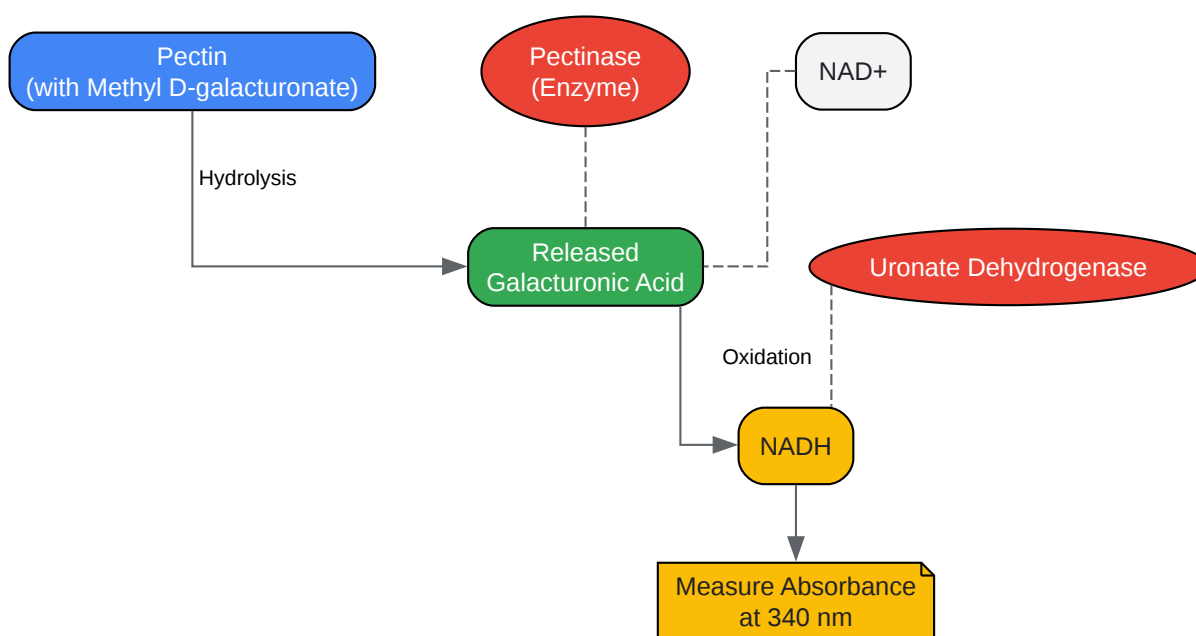 Pectin
(with Methyl D-galacturonate)
Pectinase
(Enzyme)
NAD+
Hydrolysis
Released
Galacturonic Acid
Uronate Dehydrogenase
Oxidation
NADH
Measure Absorbance
at 340 nm